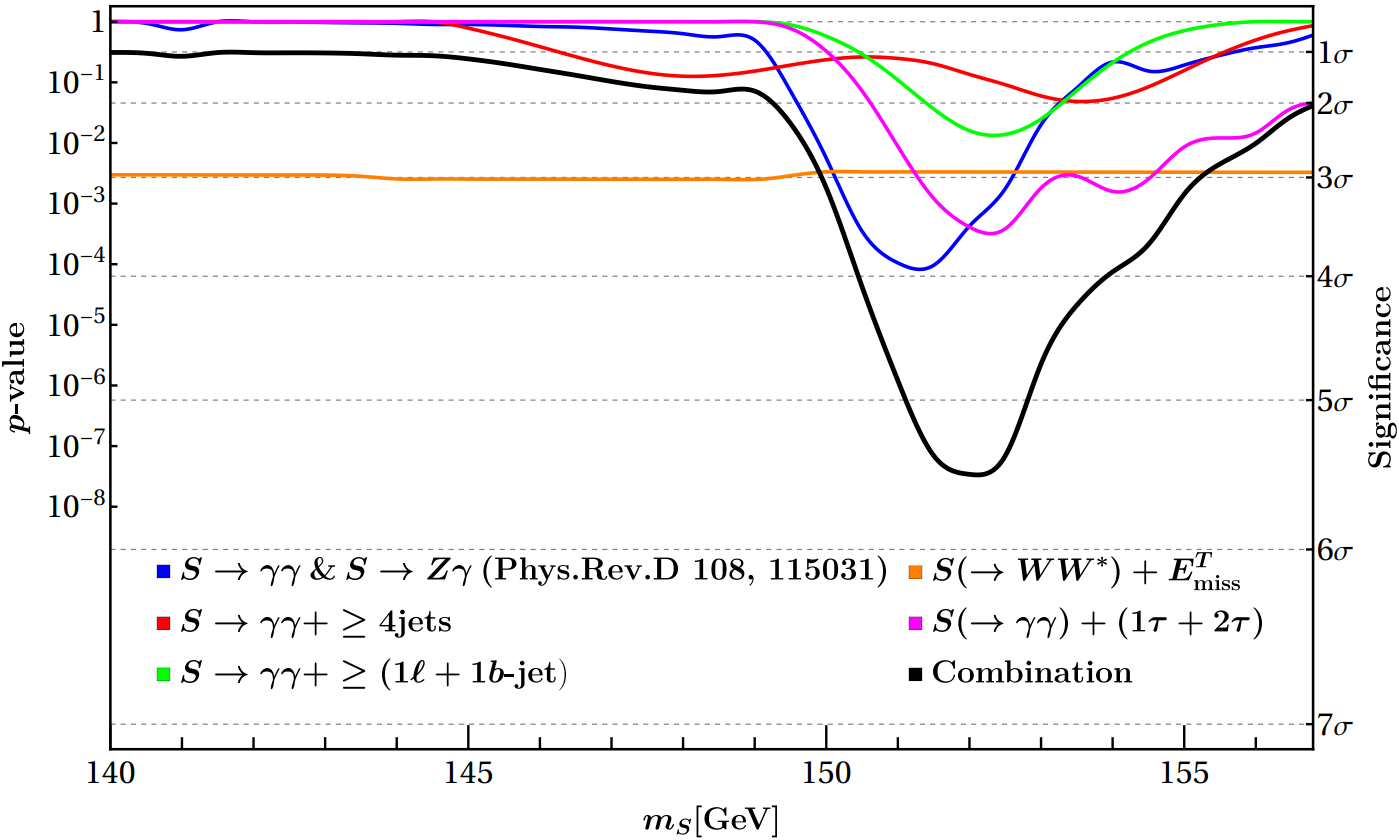 1
10⁻¹
10⁻²
10⁻³
10⁻⁴
10⁻⁵
10⁻⁶
10⁻⁷
10⁻⁸
p-value
1σ
2σ
3σ
4σ
5σ
6σ
7σ
Significance
S → γγ & S → Zγ (Phys.Rev.D 108, 115031)
S → γγ+ ≥ 4jets
S → γγ+ ≥ (1ℓ + 1b-jet)
S(→ WW*) + E^T_miss
S(→ γγ) + (1τ + 2τ)
Combination
140 145 150 155
m_S[GeV]